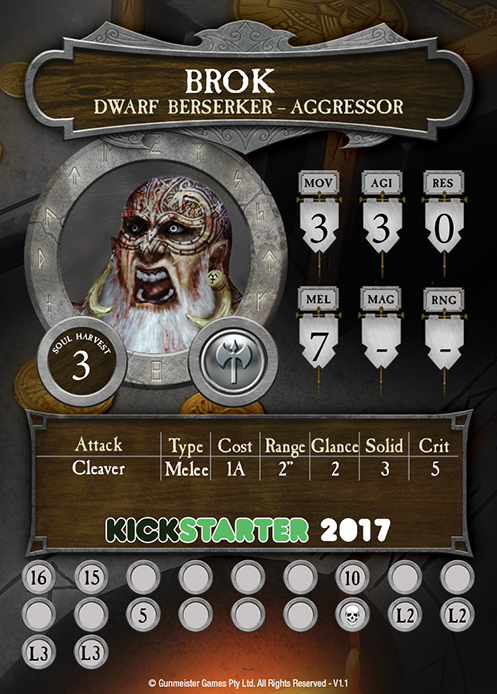 BROK
DWARF BERSERKER – AGGRESSOR
MOV AGI RES
3 3 0
MEL MAG RNG
7 - -
SOUL HARVEST
3
Attack Type Cost Range Glance Solid Crit
Cleaver Melee 1A 2” 2 3 5
KICKSTARTER 2017
16 15 10
5 L2 L2
L3 L3
© Gunmeister Games Pty Ltd. All Rights Reserved - V1.1